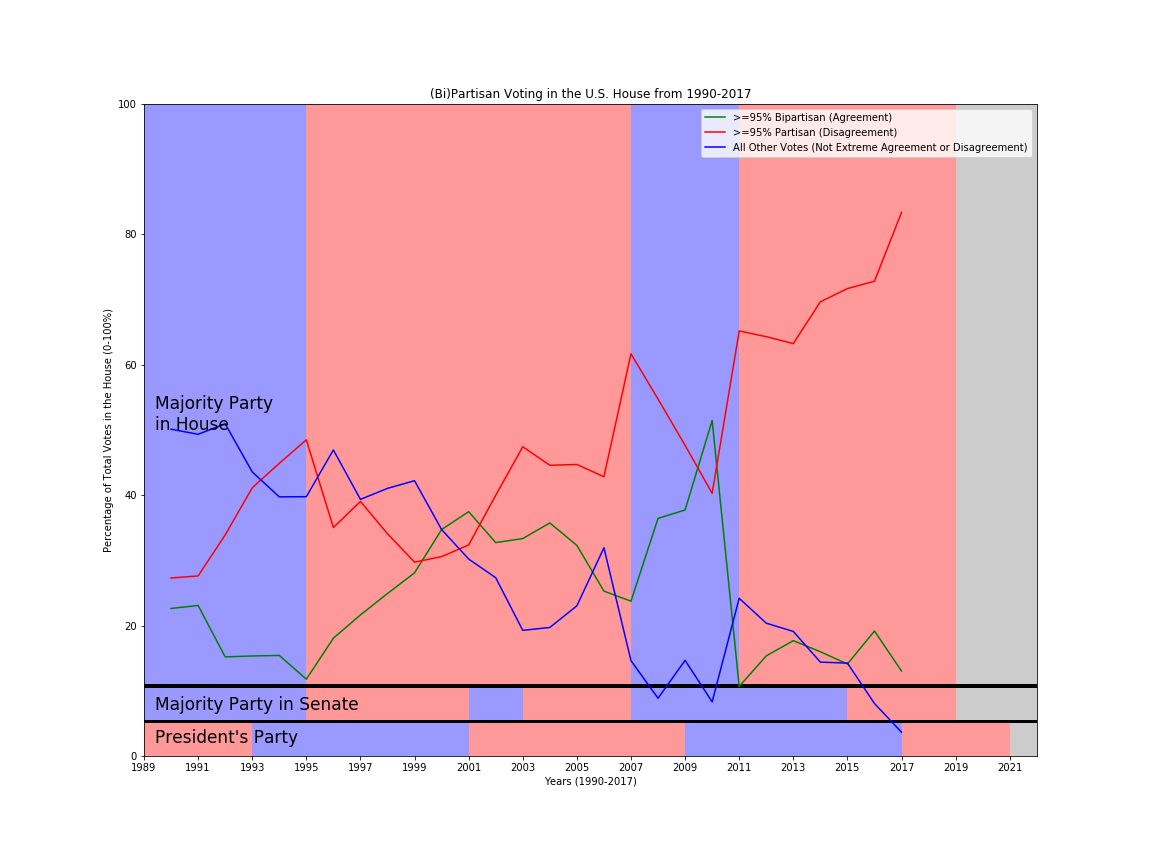 (Bi)Partisan Voting in the U.S. House from 1990-2017
>=95% Bipartisan (Agreement)
>=95% Partisan (Disagreement)
All Other Votes (Not Extreme Agreement or Disagreement)
Percentage of Total Votes in the House (0-100%)
100
80
60
40
20
0
Majority Party
in House
Majority Party in Senate
President's Party
1989 1991 1993 1995 1997 1999 2001 2003 2005 2007 2009 2011 2013 2015 2017 2019 2021
Years (1990-2017)